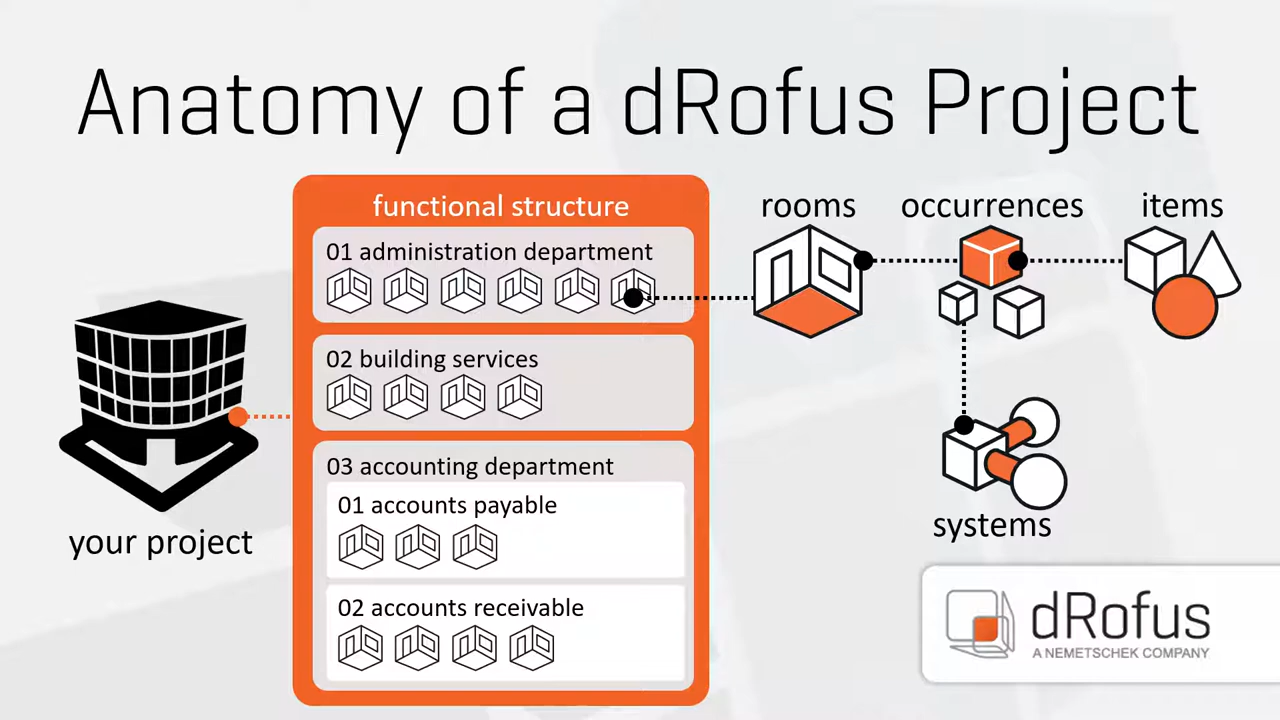 Anatomy of a dRofus Project
functional structure
01 administration department
02 building services
03 accounting department
01 accounts payable
02 accounts receivable
your project
rooms
occurrences
items
systems
dRofus
A NEMETSCHEK COMPANY